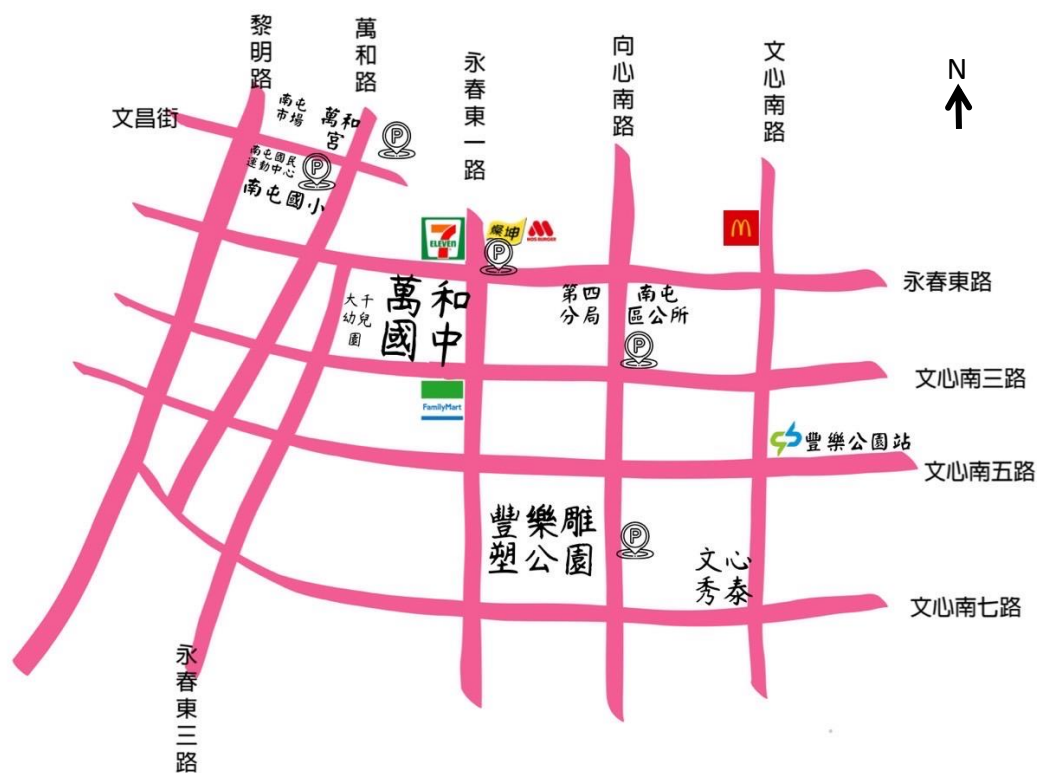 黎明路
萬和路
永春東一路
向心南路
文心南路
N
文昌街
南屯
市場
萬和
宮
P
南屯國民
運動中心
P
南屯國小
7
ELEVEN
燦坤
MOS BURGER
P
永春東路
大千
幼兒
園
萬和
國中
第四
分局
南屯
區公所
P
文心南三路
FamilyMart
豐樂公園站
文心南五路
豐樂雕
塑公園
P
文心
秀泰
文心南七路
永春東三路